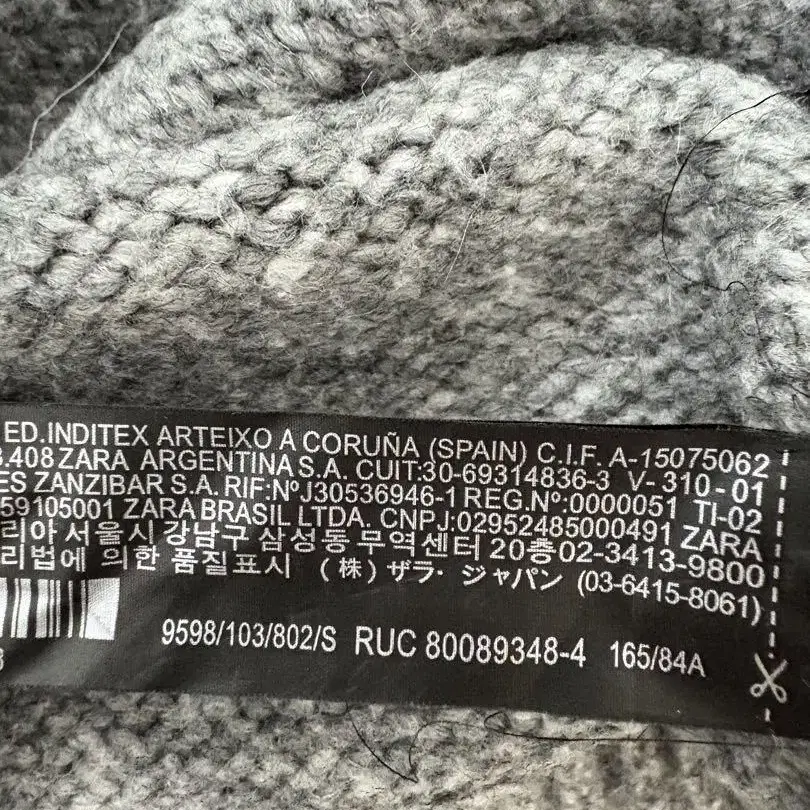 ED.INDITEX ARTEIXO A CORUÑA (SPAIN) C.I.F. A-15075062
.408 ZARA ARGENTINA S.A. CUIT:30-69314836-3 V- 310 - 01
ES ZANZIBAR S.A. RIF:NºJ30536946-1 REG.Nº:0000051 TI-02
59105001 ZARA BRASIL LTDA. CNPJ:02952485000491 ZARA
리아 서울시 강남구 삼성동 무역센터 20층02-3413-9800
리법에 의한 품질표시 (株) ザラ・ジャパン (03-6415-8061)
9598/103/802/S RUC 80089348-4 165/84A